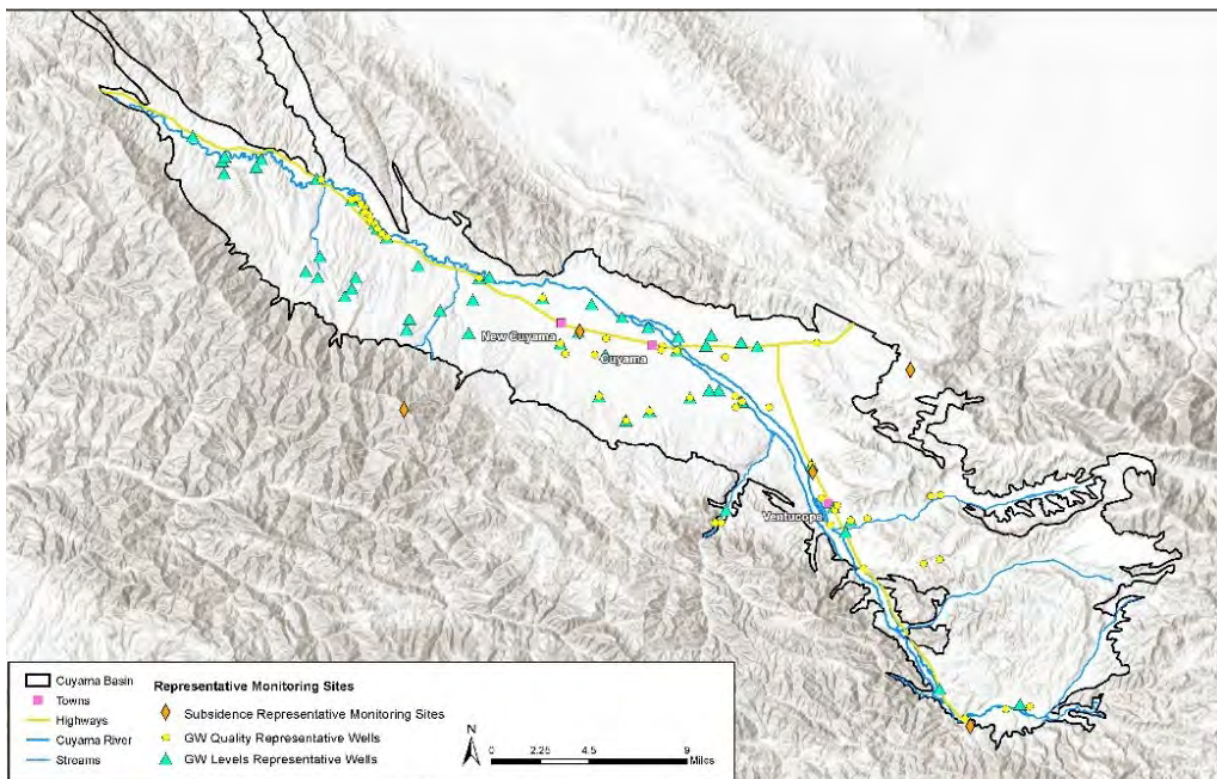 New Cuyama
Cuyama
Ventucopa
Cuyama Basin
Towns
Highways
Cuyama River
Streams
Representative Monitoring Sites
Subsidence Representative Monitoring Sites
GW Quality Representative Wells
GW Levels Representative Wells
N
0 2.25 4.5 9
Miles